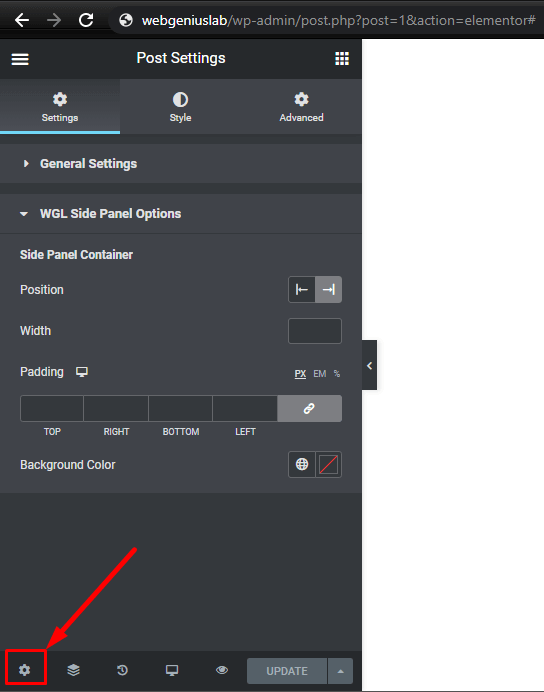 webgeniuslab/wp-admin/post.php?post=1&action=elementor#
Post Settings
Settings Style Advanced
General Settings
WGL Side Panel Options
Side Panel Container
Position
Width
Padding PX EM %
TOP RIGHT BOTTOM LEFT
Background Color
UPDATE